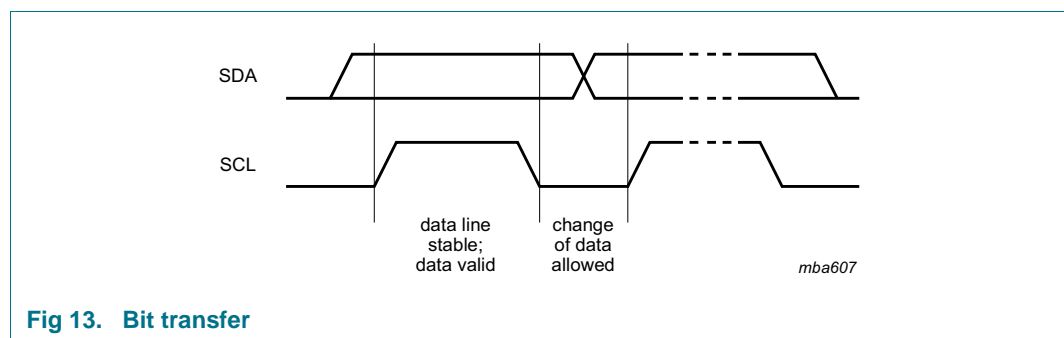 SDA
SCL
data line
stable;
data valid
change
of data
allowed
mba607
Fig 13. Bit transfer